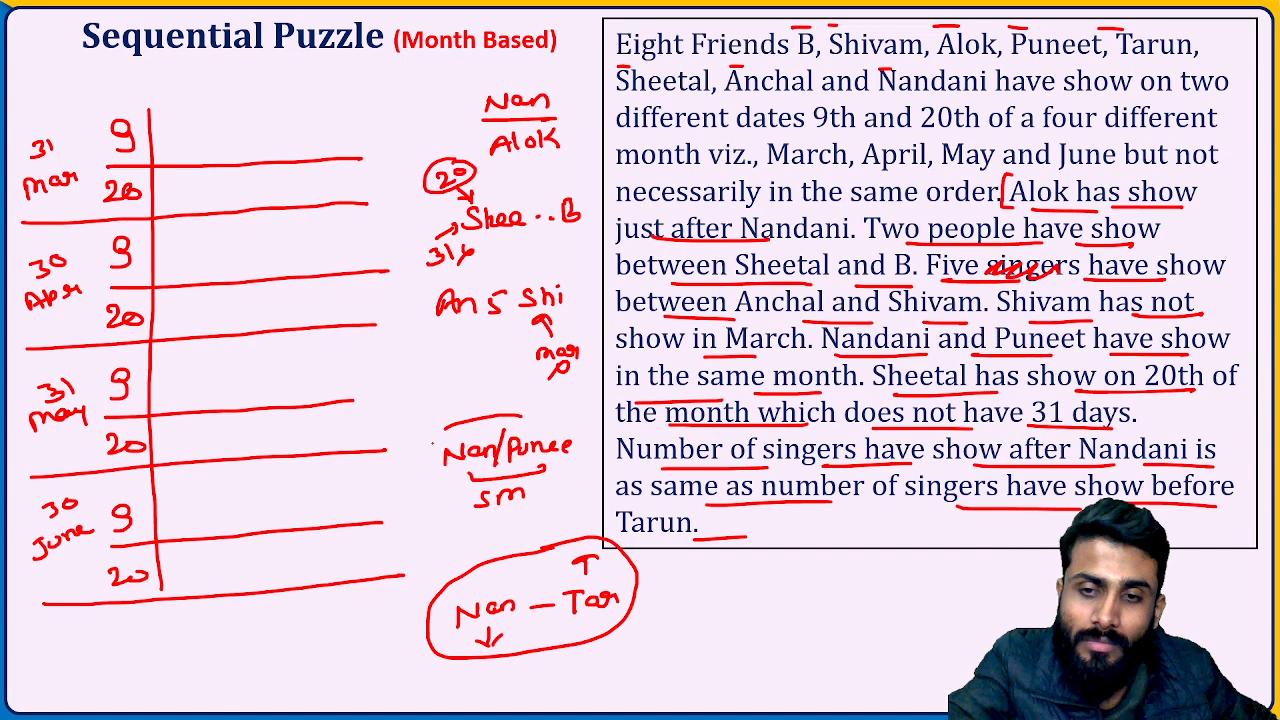 Sequential Puzzle (Month Based)
Eight Friends B, Shivam, Alok, Puneet, Tarun,
Sheetal, Anchal and Nandani have show on two
different dates 9th and 20th of a four different
month viz., March, April, May and June but not
necessarily in the same order. [Alok has show
just after Nandani. Two people have show
between Sheetal and B. Five singers have show
between Anchal and Shivam. Shivam has not
show in March. Nandani and Puneet have show
in the same month. Sheetal has show on 20th of
the month which does not have 31 days.
Number of singers have show after Nandani is
as same as number of singers have show before
Tarun.
31
Mar
9
20
30
Apr
9
20
31
May
9
20
30
June
9
20
Nan
Alok
20
Shee .. B
31
An 5 Shi
mar
Nan/Punee
Sm
Nan — Tar